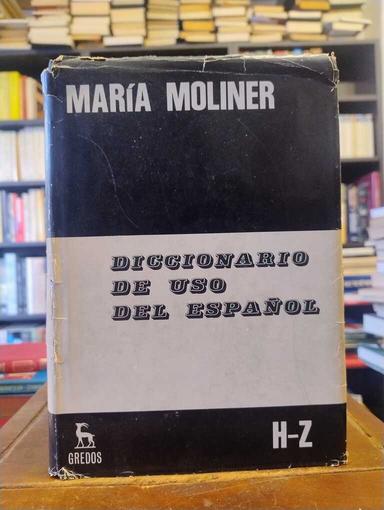 MARÍA MOLINER
DICCIONARIO
DE USO
DEL ESPAÑOL
H-Z
GREDOS